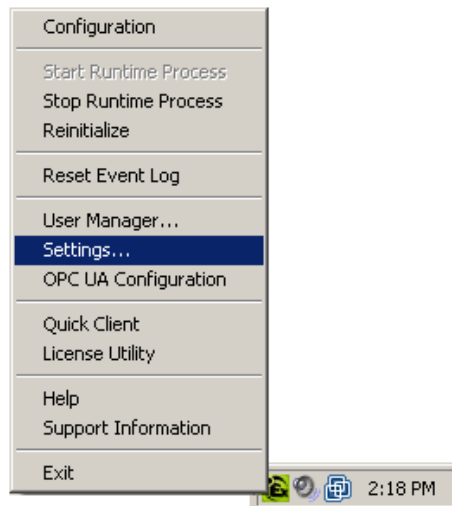 Configuration
Start Runtime Process
Stop Runtime Process
Reinitialize
Reset Event Log
User Manager...
Settings...
OPC UA Configuration
Quick Client
License Utility
Help
Support Information
Exit
2:18 PM